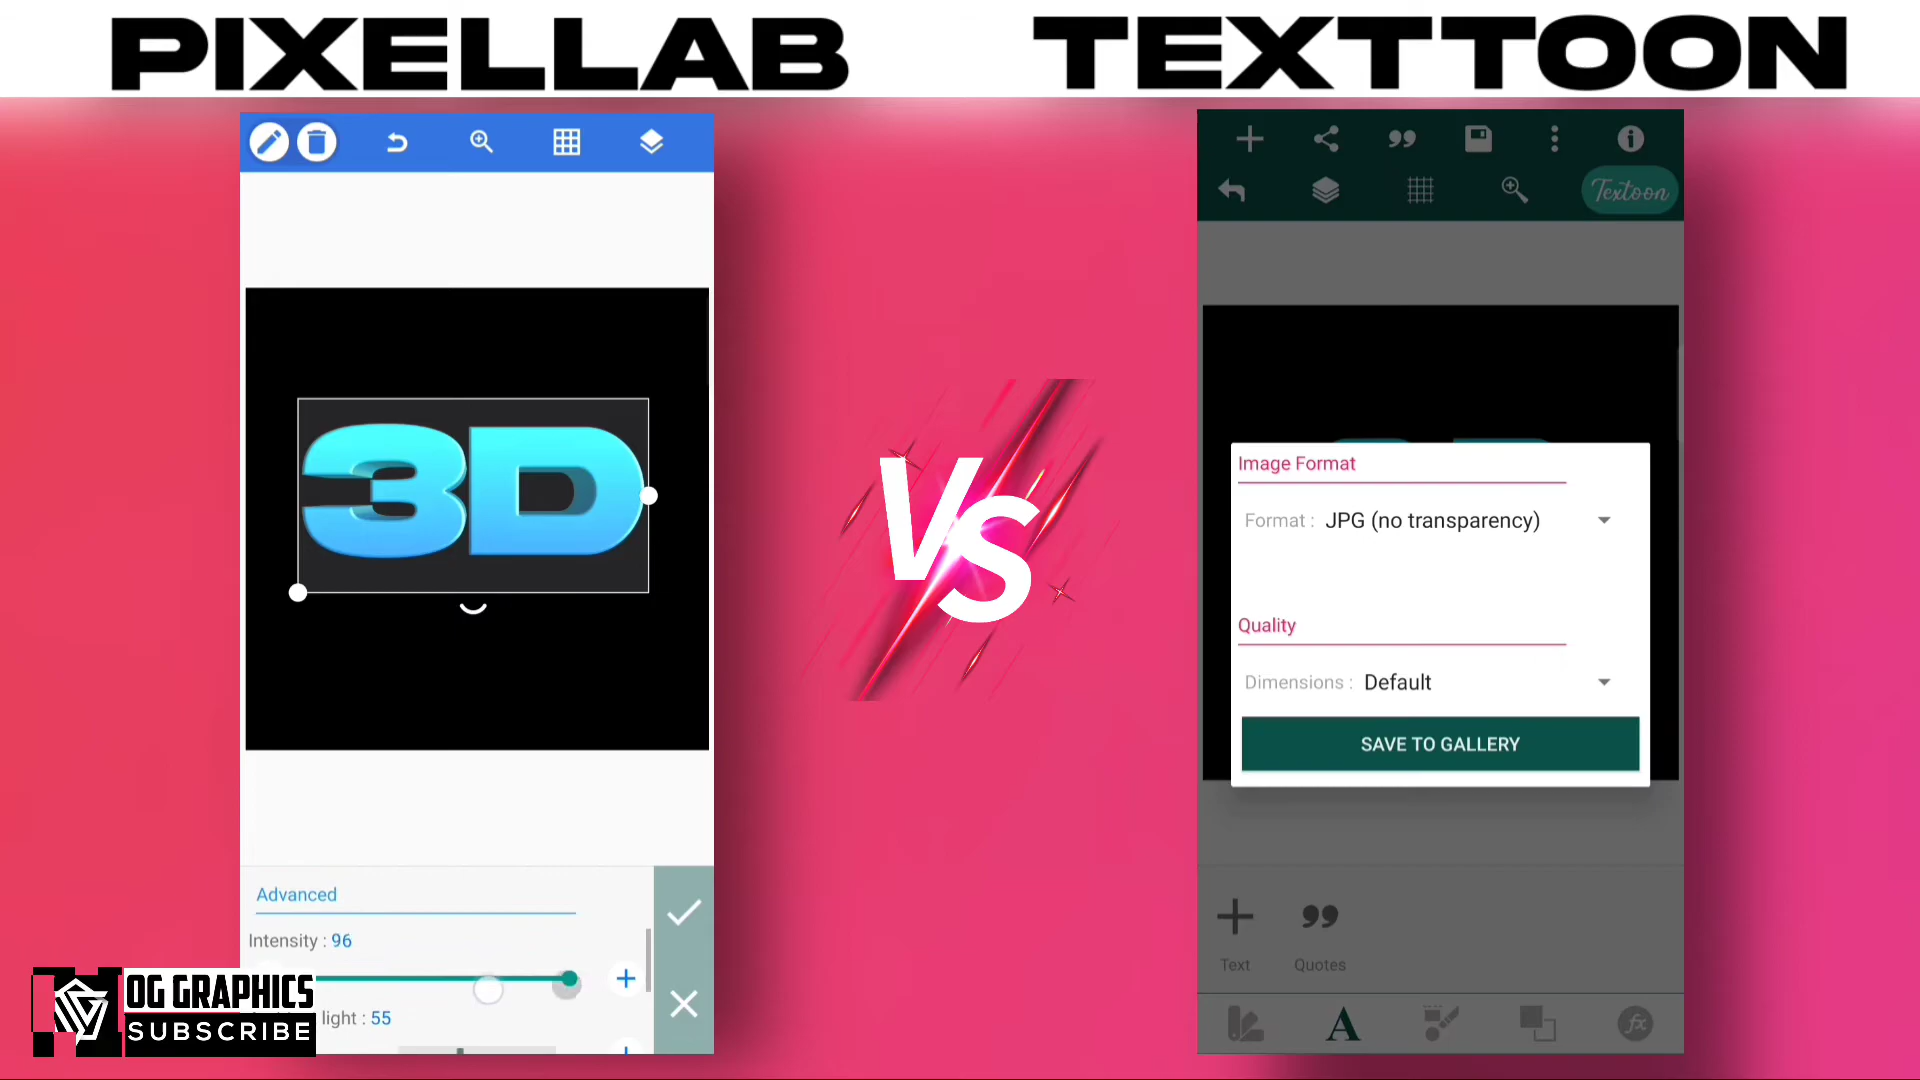 PIXELLAB
TEXTTOON
3D
Advanced
Intensity : 96
light : 55
OG GRAPHICS
SUBSCRIBE
VS
Textoon
Image Format
Format : JPG (no transparency)
Quality
Dimensions : Default
SAVE TO GALLERY
Text
Quotes
A
fx